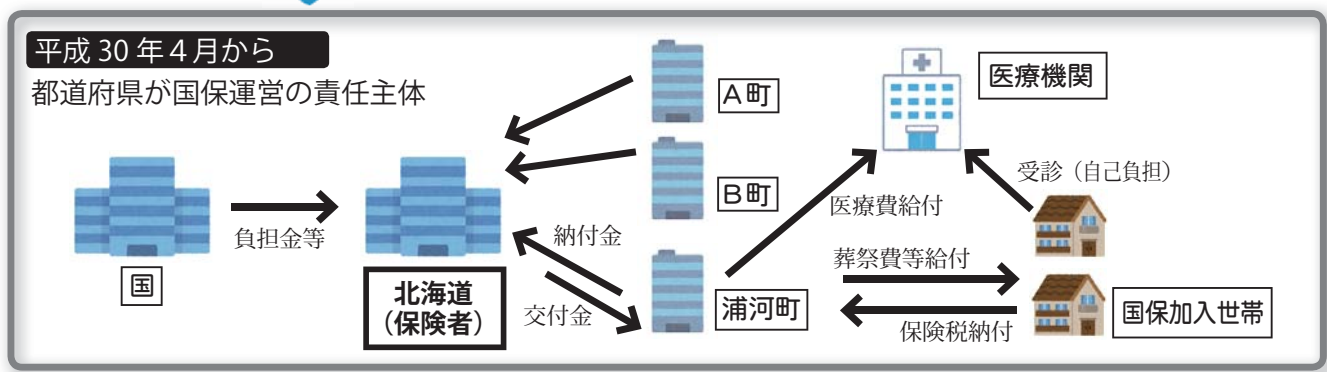 平成30年4月から
都道府県が国保運営の責任主体
国
負担金等
北海道
（保険者）
A町
B町
納付金
交付金
浦河町
医療機関
医療費給付
受診（自己負担）
葬祭費等給付
保険税納付
国保加入世帯